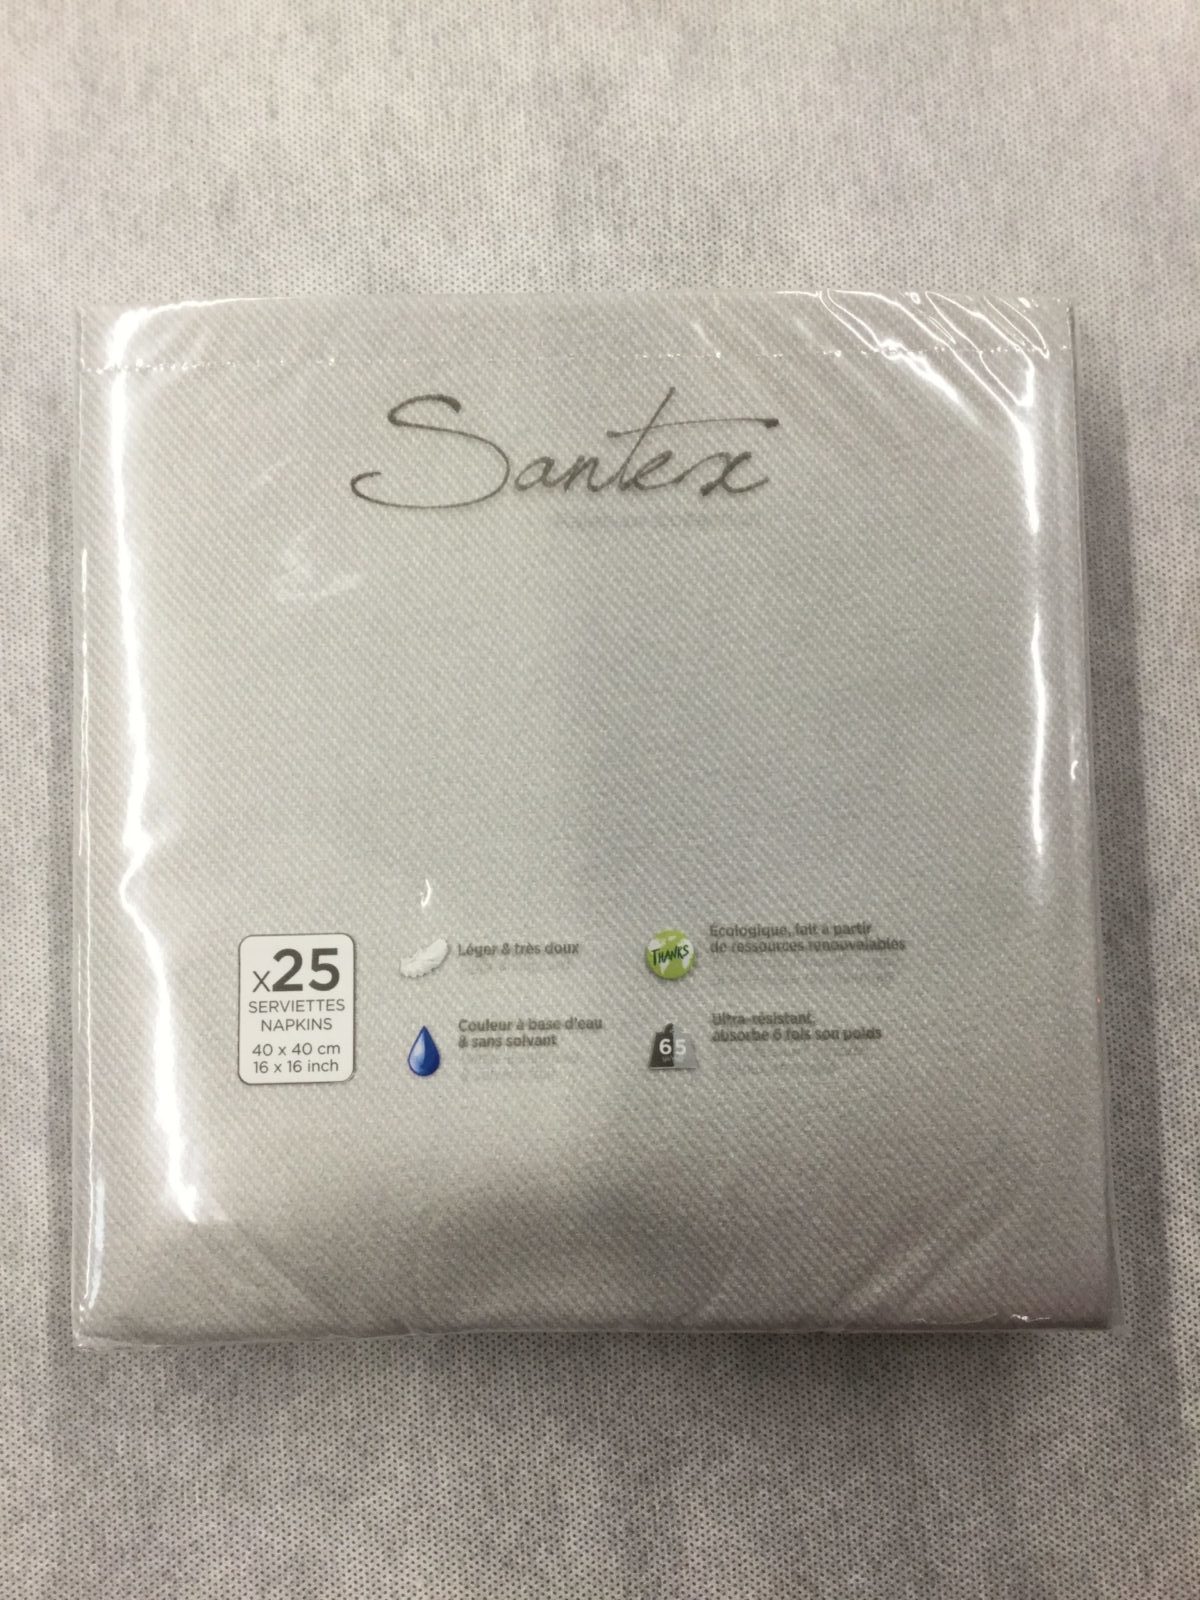 Santex
x25
SERVIETTES
NAPKINS
40 x 40 cm
16 x 16 inch
Léger & très doux
Couleur à base d'eau
& sans solvant
THANKS
Écologique, fait à partir
de ressources renouvelables
65
Ultra-résistant,
absorbe 6 fois son poids